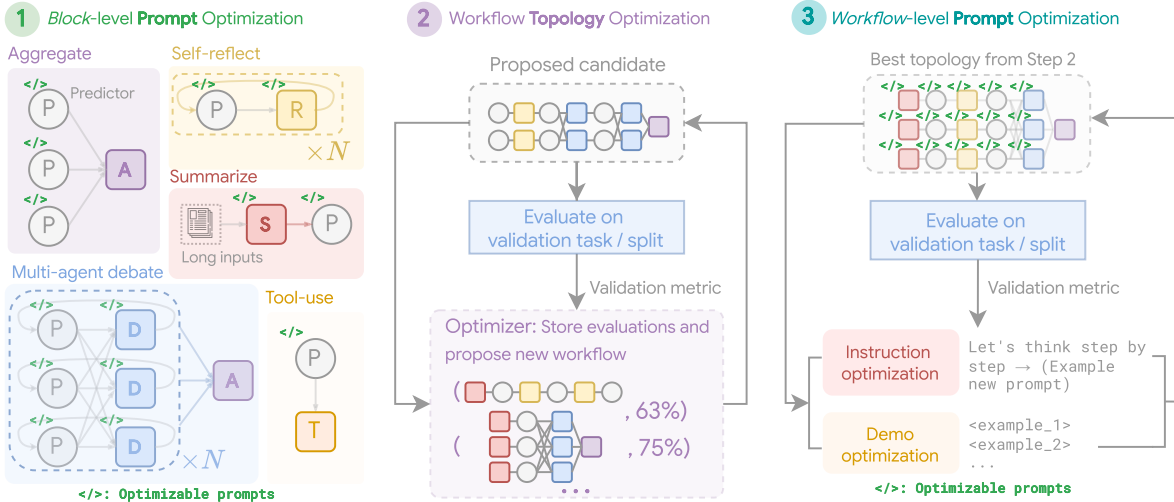 1 Block-level Prompt Optimization
Aggregate
</>
P
Predictor
</>
P
A
</>
P
Self-reflect
</>
</>
P
R
×N
Summarize
</>
</>
S
P
Long inputs
Multi-agent debate
</>
</>
P
D
</>
</>
P
D
A
</>
</>
P
D
×N
Tool-use
</>
P
T
</>: Optimizable prompts
2 Workflow Topology Optimization
Proposed candidate
Evaluate on
validation task / split
Validation metric
Optimizer: Store evaluations and
propose new workflow
( , 63%)
( , 75%)
...
3 Workflow-level Prompt Optimization
Best topology from Step 2
</> </> </> </> </>
</> </> </> </> </>
</> </> </> </> </>
Evaluate on
validation task / split
Validation metric
Instruction
optimization
Let's think step by
step → (Example
new prompt)
Demo
optimization
<example_1>
<example_2>
...
</>: Optimizable prompts